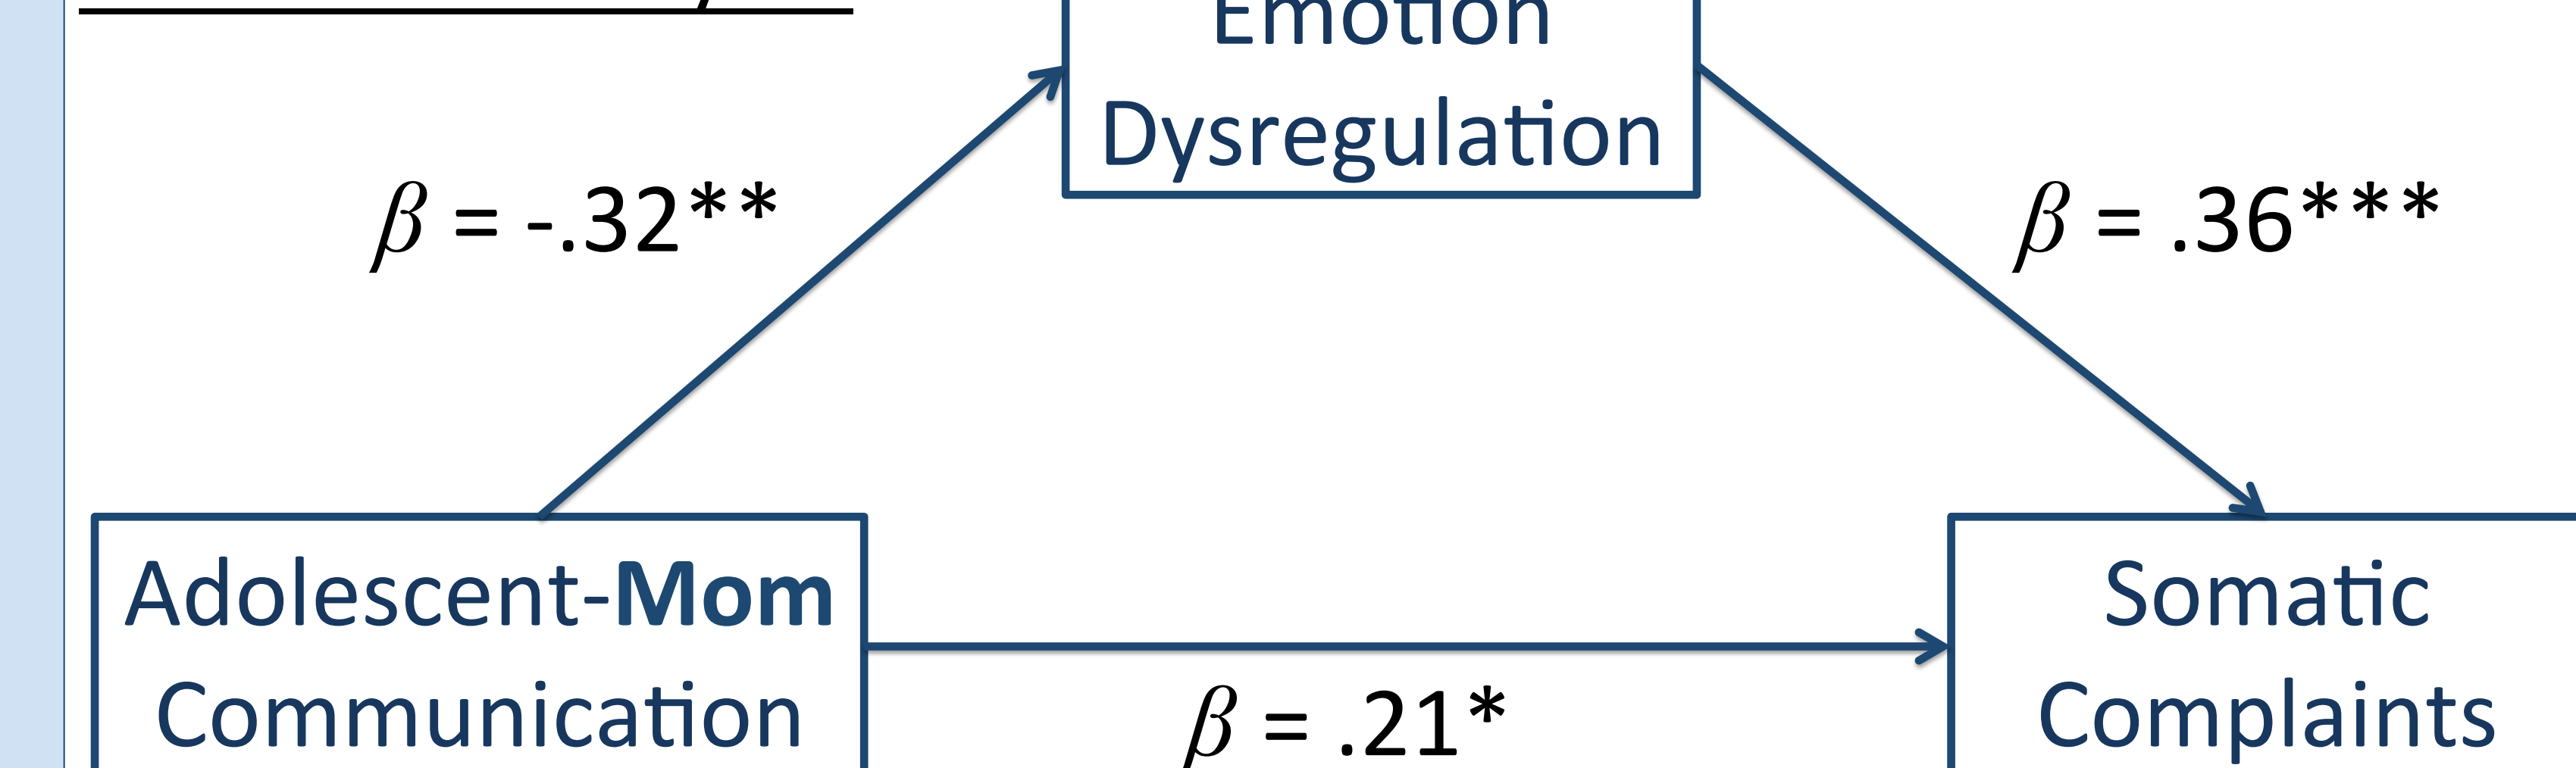 Emotion
Dysregulation
β = -.32**
β = .36***
Adolescent-Mom
Communication
Somatic
Complaints
β = .21*